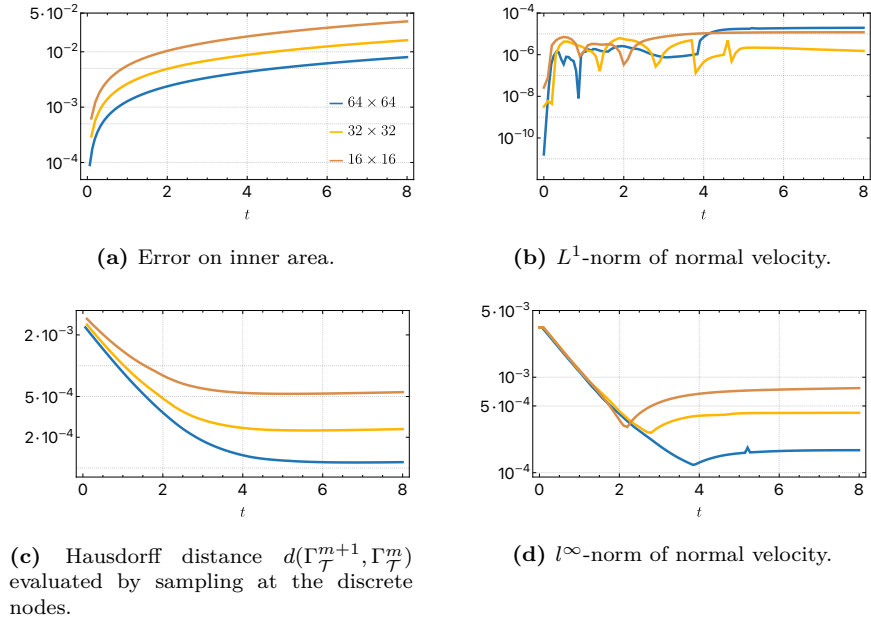 5·10⁻²
10⁻²
10⁻³
10⁻⁴
64 × 64
32 × 32
16 × 16
0 2 4 6 8
t
(a) Error on inner area.
10⁻⁴
10⁻⁶
10⁻⁸
10⁻¹⁰
0 2 4 6 8
t
(b) L¹-norm of normal velocity.
2·10⁻³
5·10⁻⁴
2·10⁻⁴
0 2 4 6 8
t
(c) Hausdorff distance d(Γ_𝒯^{m+1}, Γ_𝒯^m)
evaluated by sampling at the discrete
nodes.
5·10⁻³
10⁻³
5·10⁻⁴
10⁻⁴
0 2 4 6 8
t
(d) l^∞-norm of normal velocity.